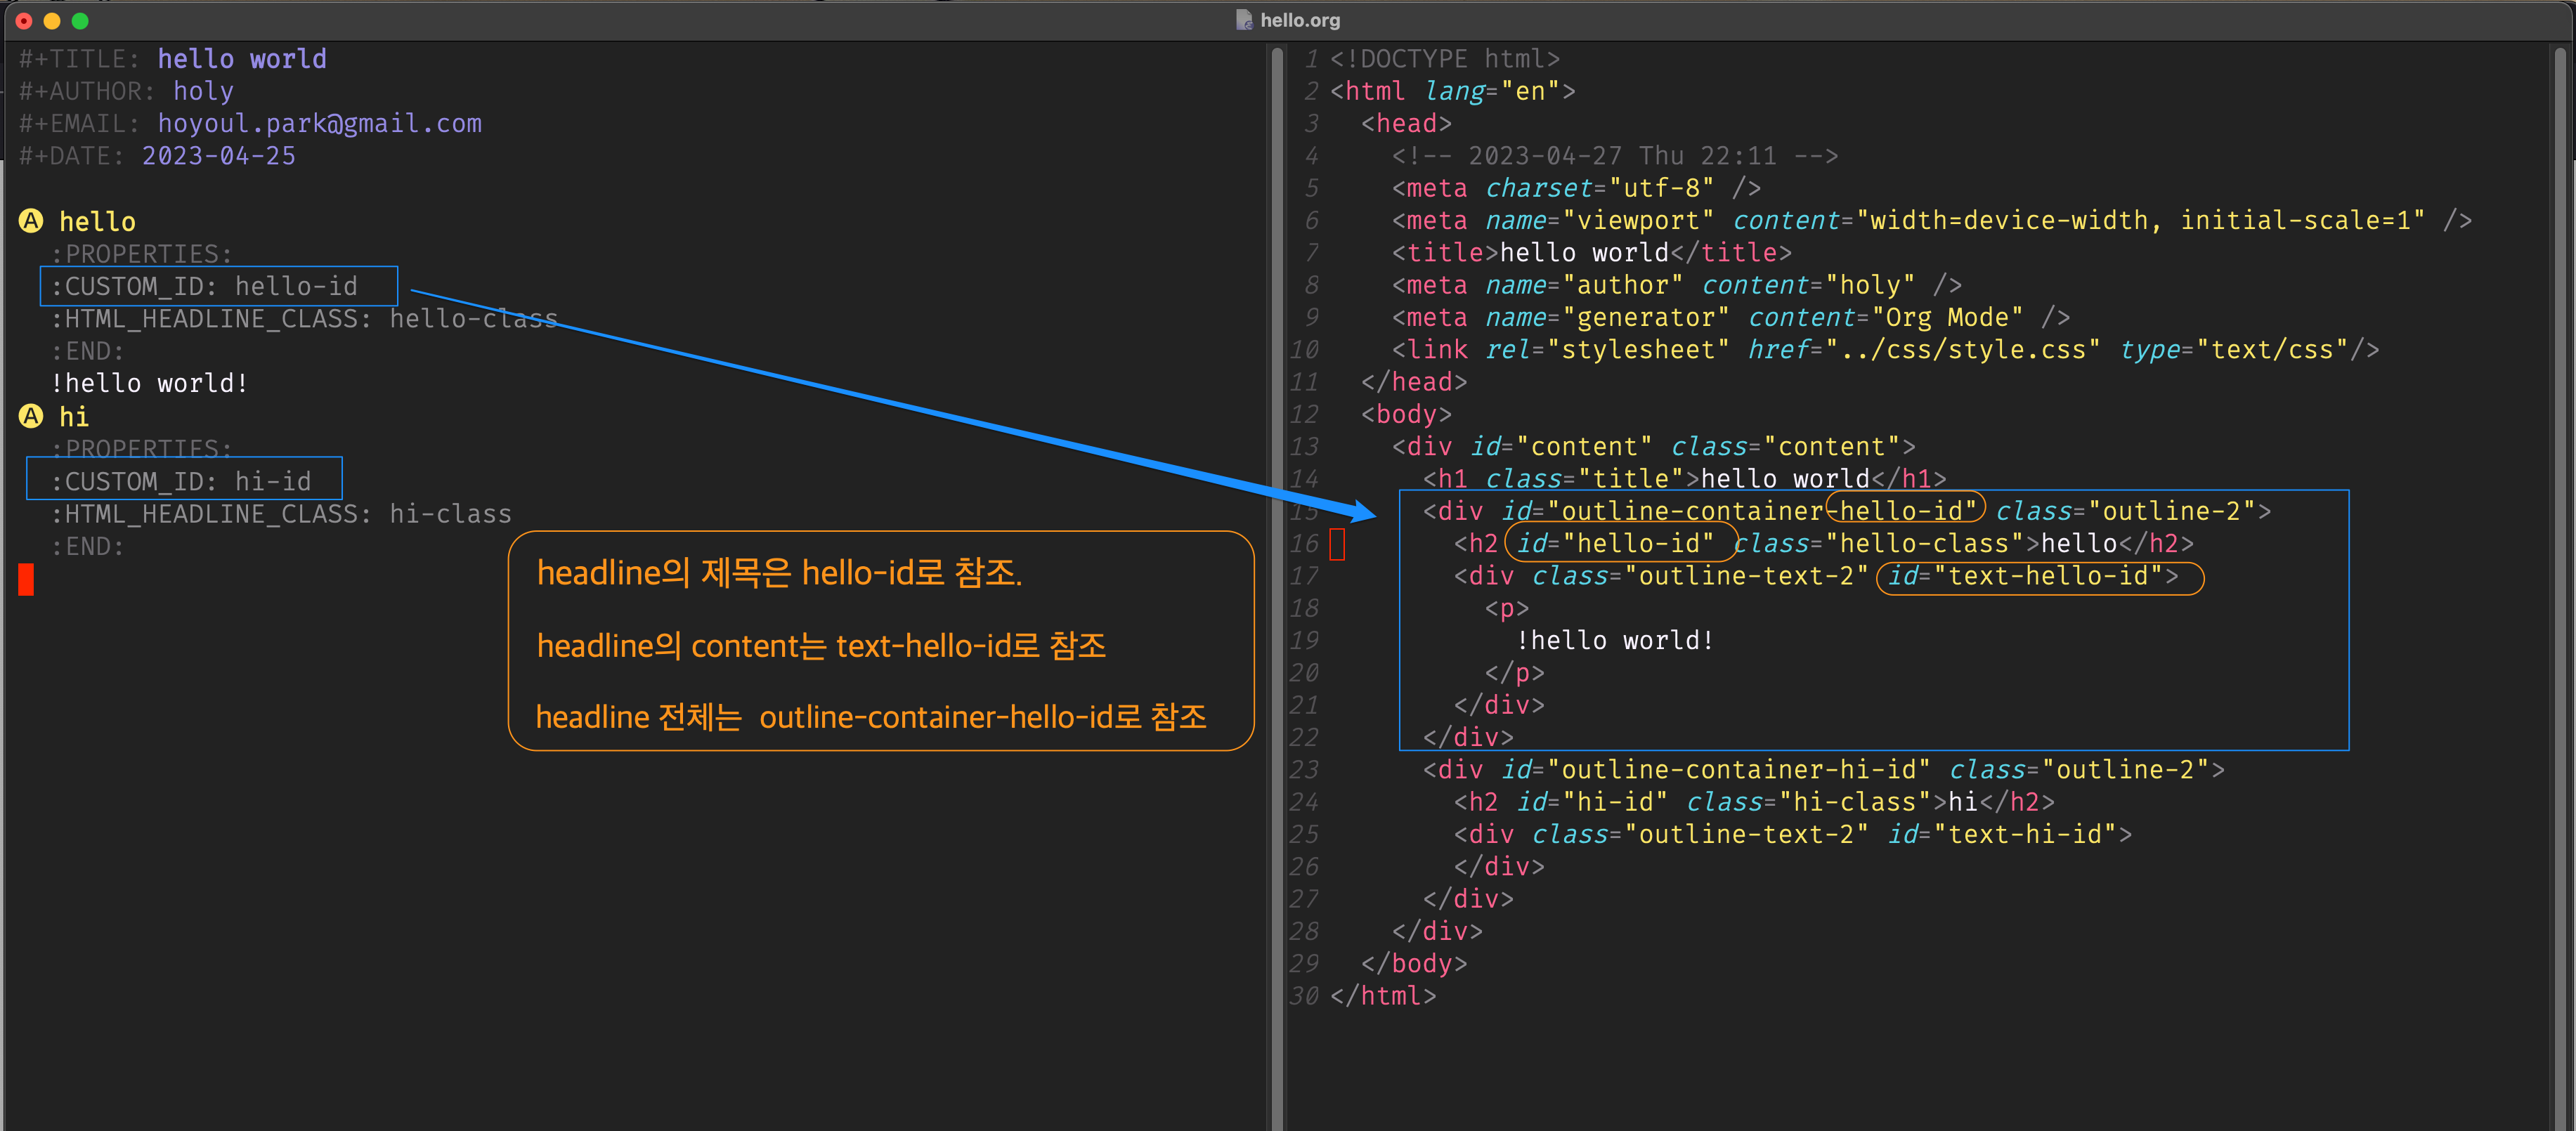 hello.org
#+TITLE: hello world
#+AUTHOR: holy
#+EMAIL: hoyoul.park@gmail.com
#+DATE: 2023-04-25
A hello
:PROPERTIES:
:CUSTOM_ID: hello-id
:HTML_HEADLINE_CLASS: hello-class
:END:
!hello world!
A hi
:PROPERTIES:
:CUSTOM_ID: hi-id
:HTML_HEADLINE_CLASS: hi-class
:END:
headline의 제목은 hello-id로 참조.
headline의 content는 text-hello-id로 참조
headline 전체는 outline-container-hello-id로 참조
1 <!DOCTYPE html>
2 <html lang="en">
3 <head>
4 <!-- 2023-04-27 Thu 22:11 -->
5 <meta charset="utf-8" />
6 <meta name="viewport" content="width=device-width, initial-scale=1" />
7 <title>hello world</title>
8 <meta name="author" content="holy" />
9 <meta name="generator" content="Org Mode" />
10 <link rel="stylesheet" href="../css/style.css" type="text/css"/>
11 </head>
12 <body>
13 <div id="content" class="content">
14 <h1 class="title">hello world</h1>
15 <div id="outline-container-hello-id" class="outline-2">
16 <h2 id="hello-id" class="hello-class">hello</h2>
17 <div class="outline-text-2" id="text-hello-id">
18 <p>
19 !hello world!
20 </p>
21 </div>
22 </div>
23 <div id="outline-container-hi-id" class="outline-2">
24 <h2 id="hi-id" class="hi-class">hi</h2>
25 <div class="outline-text-2" id="text-hi-id">
26 </div>
27 </div>
28 </div>
29 </body>
30 </html>